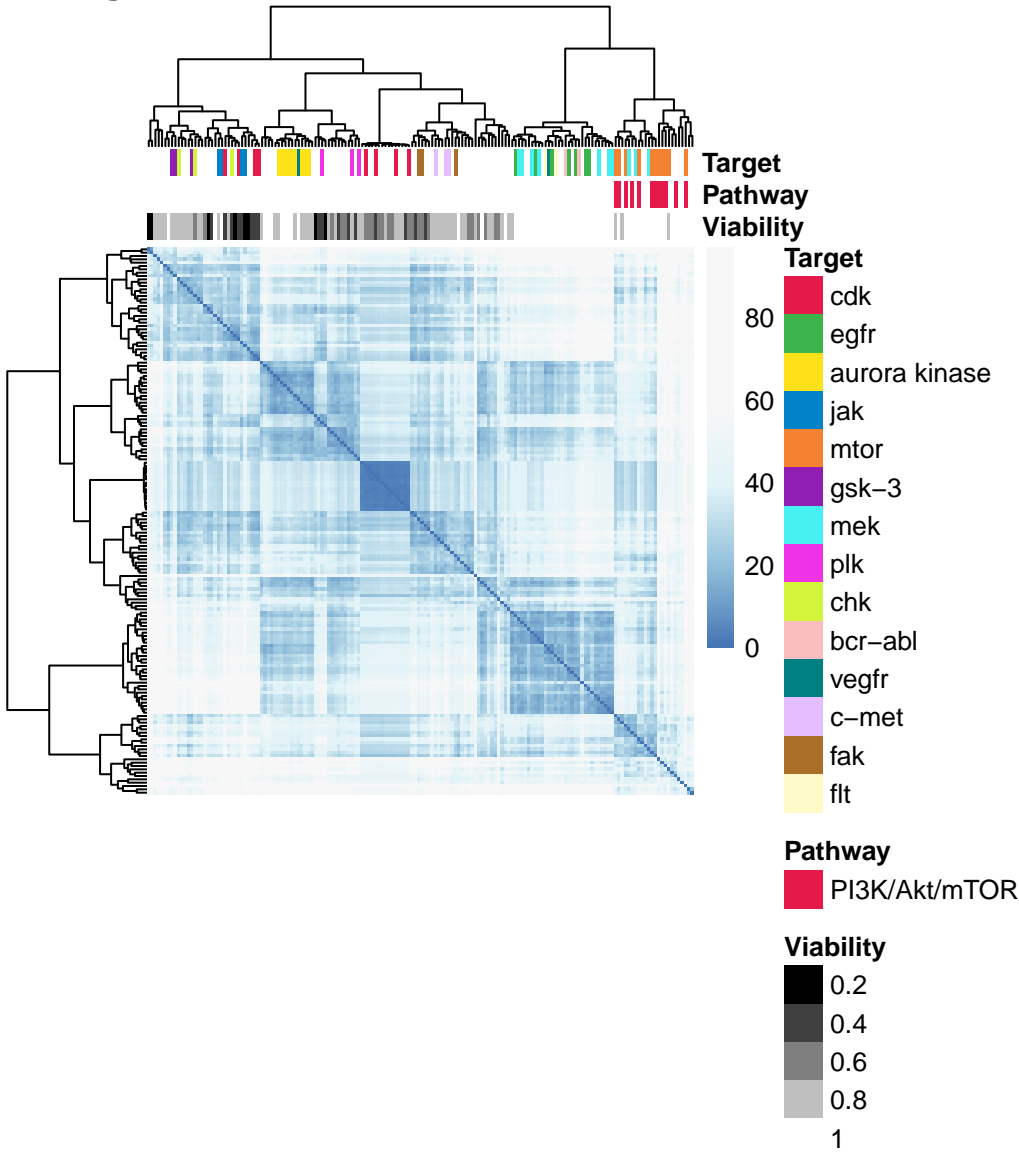 Target
Pathway
Viability
80
60
40
20
0
Target
cdk
egfr
aurora kinase
jak
mtor
gsk−3
mek
plk
chk
bcr−abl
vegfr
c−met
fak
flt
Pathway
PI3K/Akt/mTOR
Viability
0.2
0.4
0.6
0.8
1